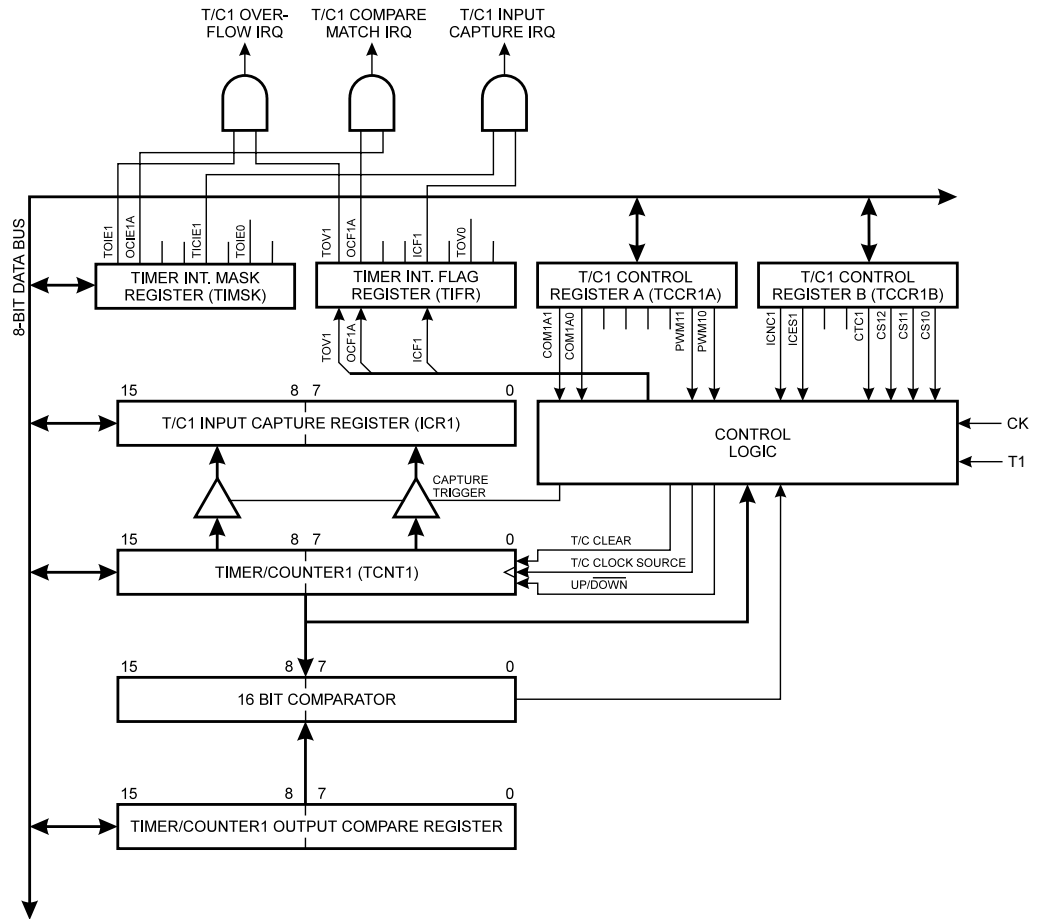 T/C1 OVER-
FLOW IRQ
T/C1 COMPARE
MATCH IRQ
T/C1 INPUT
CAPTURE IRQ
8-BIT DATA BUS
TOIE1
OCIE1A
TICIE1
TOIE0
TOV1
OCF1A
ICF1
TOV0
TIMER INT. MASK
REGISTER (TIMSK)
TIMER INT. FLAG
REGISTER (TIFR)
T/C1 CONTROL
REGISTER A (TCCR1A)
T/C1 CONTROL
REGISTER B (TCCR1B)
TOV1
OCF1A
ICF1
COM1A1
COM1A0
PWM11
PWM10
ICNC1
ICES1
CTC1
CS12
CS11
CS10
15 8 7 0
T/C1 INPUT CAPTURE REGISTER (ICR1)
CONTROL
LOGIC
CK
T1
CAPTURE
TRIGGER
15 8 7 0
TIMER/COUNTER1 (TCNT1)
T/C CLEAR
T/C CLOCK SOURCE
UP/DOWN
15 8 7 0
16 BIT COMPARATOR
15 8 7 0
TIMER/COUNTER1 OUTPUT COMPARE REGISTER